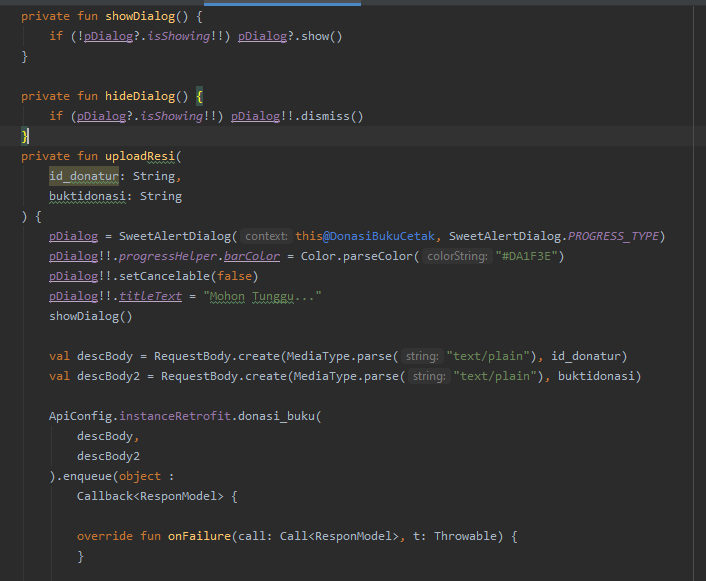 private fun showDialog() {
if (!pDialog?.isShowing!!) pDialog?.show()
}
private fun hideDialog() {
if (pDialog?.isShowing!!) pDialog!!.dismiss()
}
private fun uploadResi(
id_donatur: String,
buktidonasi: String
) {
pDialog = SweetAlertDialog( context: this@DonasiBukuCetak, SweetAlertDialog.PROGRESS_TYPE)
pDialog!!.progressHelper.barColor = Color.parseColor( colorString: "#DA1F3E")
pDialog!!.setCancelable(false)
pDialog!!.titleText = "Mohon Tunggu..."
showDialog()
val descBody = RequestBody.create(MediaType.parse( string: "text/plain"), id_donatur)
val descBody2 = RequestBody.create(MediaType.parse( string: "text/plain"), buktidonasi)
ApiConfig.instanceRetrofit.donasi_buku(
descBody,
descBody2
).enqueue(object :
Callback<ResponModel> {
override fun onFailure(call: Call<ResponModel>, t: Throwable) {
}